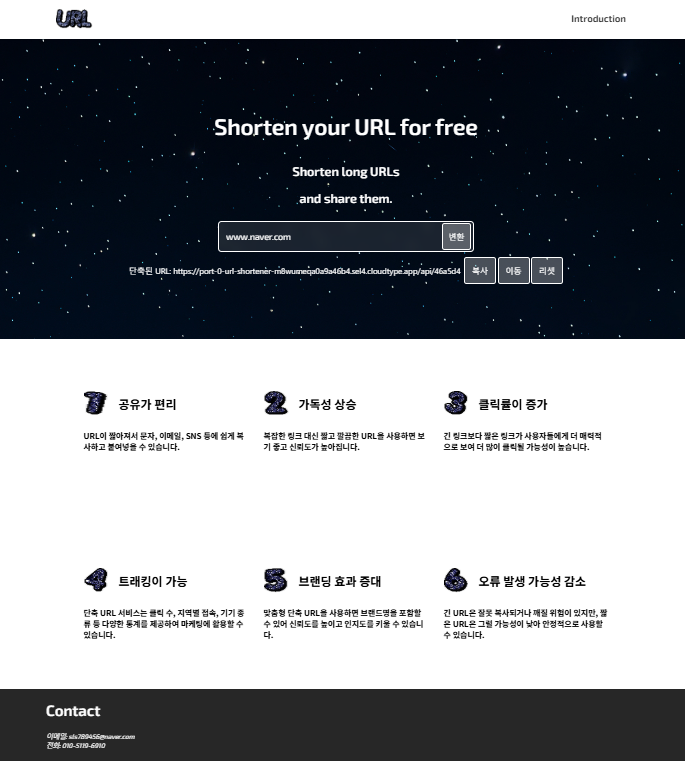 URL
Introduction
Shorten your URL for free
Shorten long URLs
and share them.
www.naver.com
변환
단축된 URL: https://port-0-url-shortener-m8wumeqa0a9a46b4.sel4.cloudtype.app/api/46a5d4
복사
이동
리셋
1 공유가 편리
URL이 짧아져서 문자, 이메일, SNS 등에 쉽게 복
사하고 붙여넣을 수 있습니다.
2 가독성 상승
복잡한 링크 대신 짧고 깔끔한 URL을 사용하면 보
기 좋고 신뢰도가 높아집니다.
3 클릭률이 증가
긴 링크보다 짧은 링크가 사용자들에게 더 매력적
으로 보여 더 많이 클릭될 가능성이 높습니다.
4 트래킹이 가능
단축 URL 서비스는 클릭 수, 지역별 접속, 기기 종
류 등 다양한 통계를 제공하여 마케팅에 활용할 수
있습니다.
5 브랜딩 효과 증대
맞춤형 단축 URL을 사용하면 브랜드명을 포함할
수 있어 신뢰도를 높이고 인지도를 키울 수 있습니
다.
6 오류 발생 가능성 감소
긴 URL은 잘못 복사되거나 깨질 위험이 있지만, 짧
은 URL은 그럴 가능성이 낮아 안정적으로 사용할
수 있습니다.
Contact
이메일: sls789456@naver.com
전화: 010-5119-6910